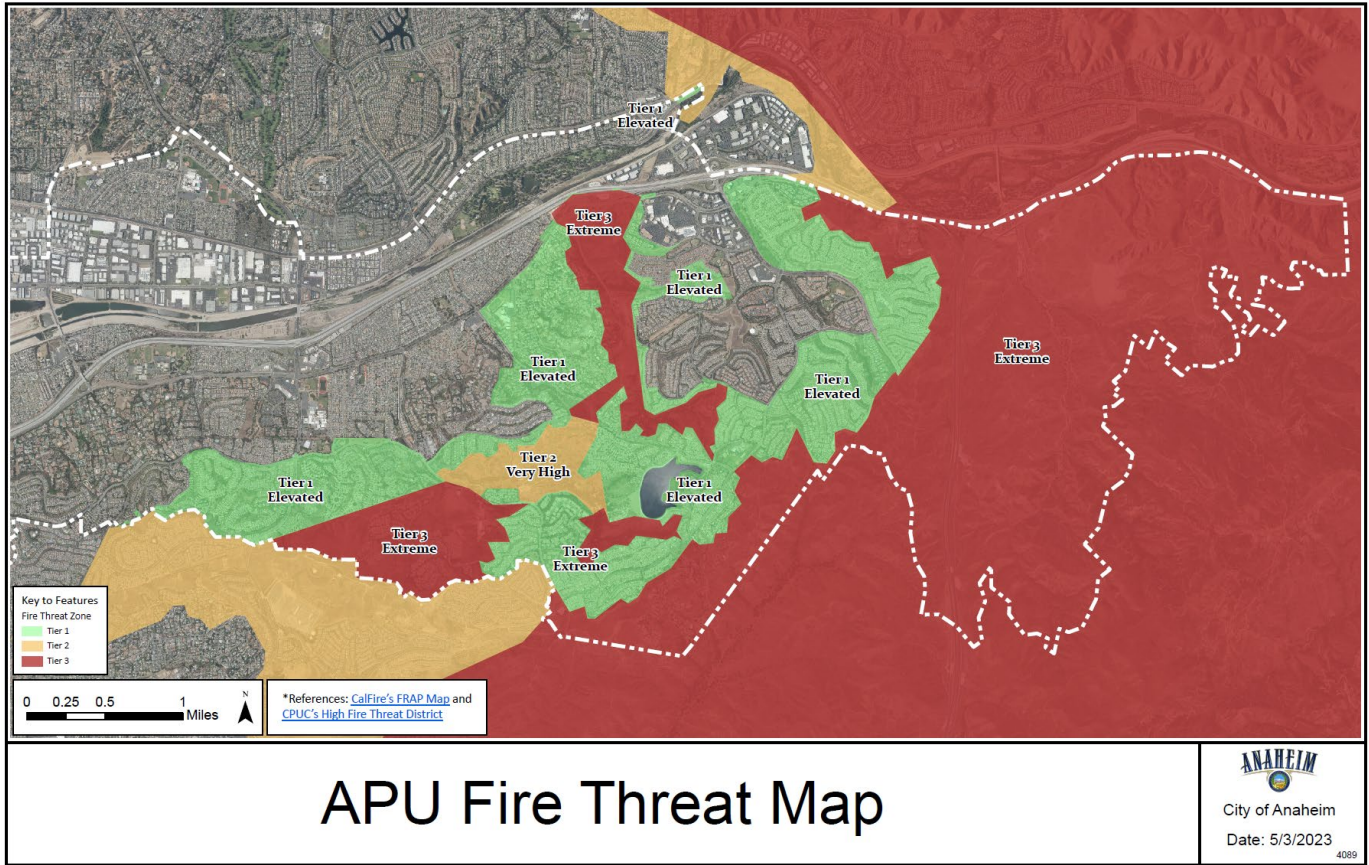 Tier 1
Elevated
Tier 3
Extreme
Tier 1
Elevated
Tier 3
Extreme
Tier 1
Elevated
Tier 1
Elevated
Tier 2
Very High
Tier 1
Elevated
Tier 1
Elevated
Tier 3
Extreme
Tier 3
Extreme
Key to Features
Fire Threat Zone
Tier 1
Tier 2
Tier 3
0 0.25 0.5 1
Miles
N
*References: CalFire's FRAP Map and
CPUC's High Fire Threat District
APU Fire Threat Map
ANAHEIM
City of Anaheim
Date: 5/3/2023
4089